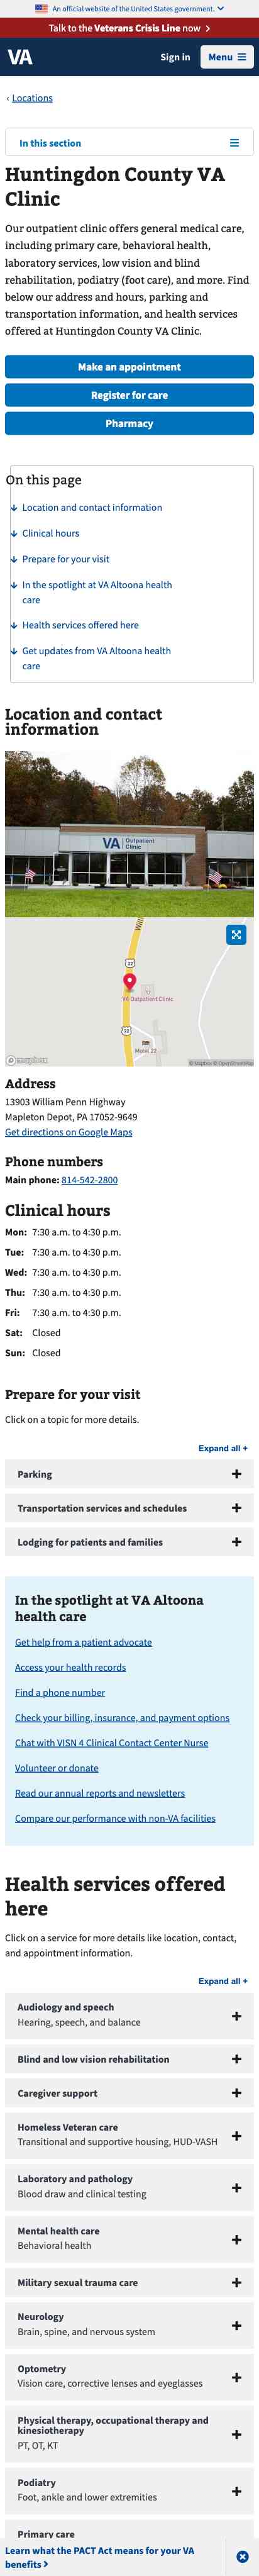 An official website of the United States government.
Talk to the Veterans Crisis Line now
VA
Sign in
Menu
‹ Locations
In this section
Huntingdon County VA
Clinic
Our outpatient clinic offers general medical care,
including primary care, behavioral health,
laboratory services, low vision and blind
rehabilitation, podiatry (foot care), and more. Find
below our address and hours, parking and
transportation information, and health services
offered at Huntingdon County VA Clinic.
Make an appointment
Register for care
Pharmacy
On this page
Location and contact information
Clinical hours
Prepare for your visit
In the spotlight at VA Altoona health
care
Health services offered here
Get updates from VA Altoona health
care
Location and contact
information
VA Outpatient
Clinic
22
VA Outpatient Clinic
22
Motel 22
mapbox
© Mapbox © OpenStreetMap
Address
13903 William Penn Highway
Mapleton Depot, PA 17052-9649
Get directions on Google Maps
Phone numbers
Main phone: 814-542-2800
Clinical hours
Mon: 7:30 a.m. to 4:30 p.m.
Tue: 7:30 a.m. to 4:30 p.m.
Wed: 7:30 a.m. to 4:30 p.m.
Thu: 7:30 a.m. to 4:30 p.m.
Fri: 7:30 a.m. to 4:30 p.m.
Sat: Closed
Sun: Closed
Prepare for your visit
Click on a topic for more details.
Expand all +
Parking
Transportation services and schedules
Lodging for patients and families
In the spotlight at VA Altoona
health care
Get help from a patient advocate
Access your health records
Find a phone number
Check your billing, insurance, and payment options
Chat with VISN 4 Clinical Contact Center Nurse
Volunteer or donate
Read our annual reports and newsletters
Compare our performance with non-VA facilities
Health services offered
here
Click on a service for more details like location, contact,
and appointment information.
Expand all +
Audiology and speech
Hearing, speech, and balance
Blind and low vision rehabilitation
Caregiver support
Homeless Veteran care
Transitional and supportive housing, HUD-VASH
Laboratory and pathology
Blood draw and clinical testing
Mental health care
Behavioral health
Military sexual trauma care
Neurology
Brain, spine, and nervous system
Optometry
Vision care, corrective lenses and eyeglasses
Physical therapy, occupational therapy and
kinesiotherapy
PT, OT, KT
Podiatry
Foot, ankle and lower extremities
Primary care
Learn what the PACT Act means for your VA
benefits